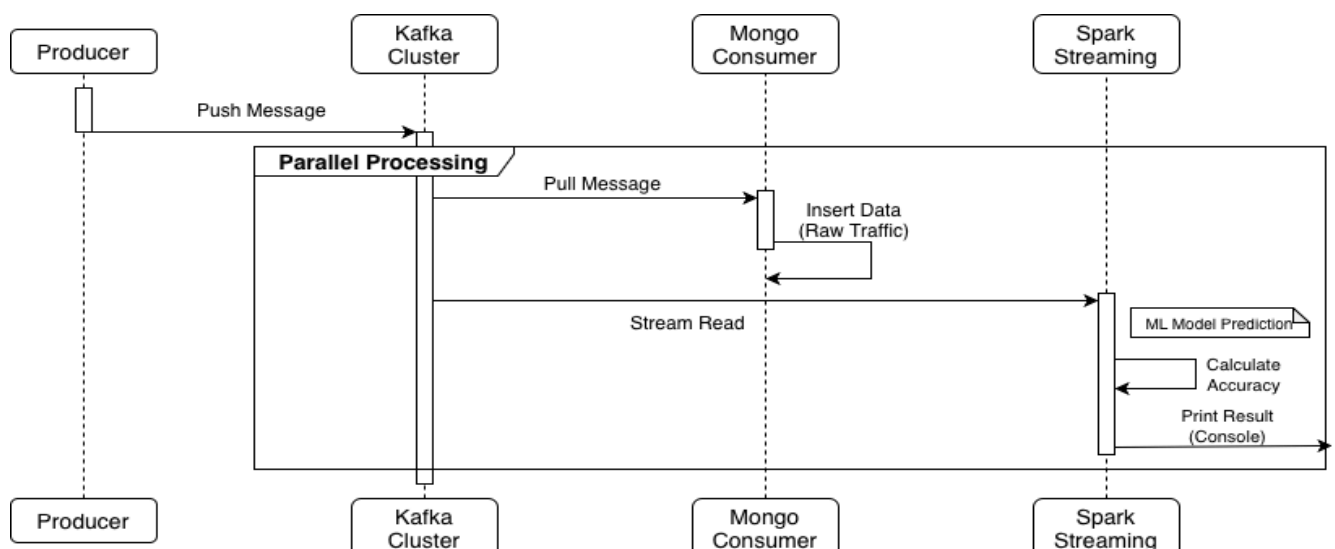 Producer
Kafka
Cluster
Mongo
Consumer
Spark
Streaming
Push Message
Parallel Processing
Pull Message
Insert Data
(Raw Traffic)
Stream Read
ML Model Prediction
Calculate
Accuracy
Print Result
(Console)
Producer
Kafka
Cluster
Mongo
Consumer
Spark
Streaming